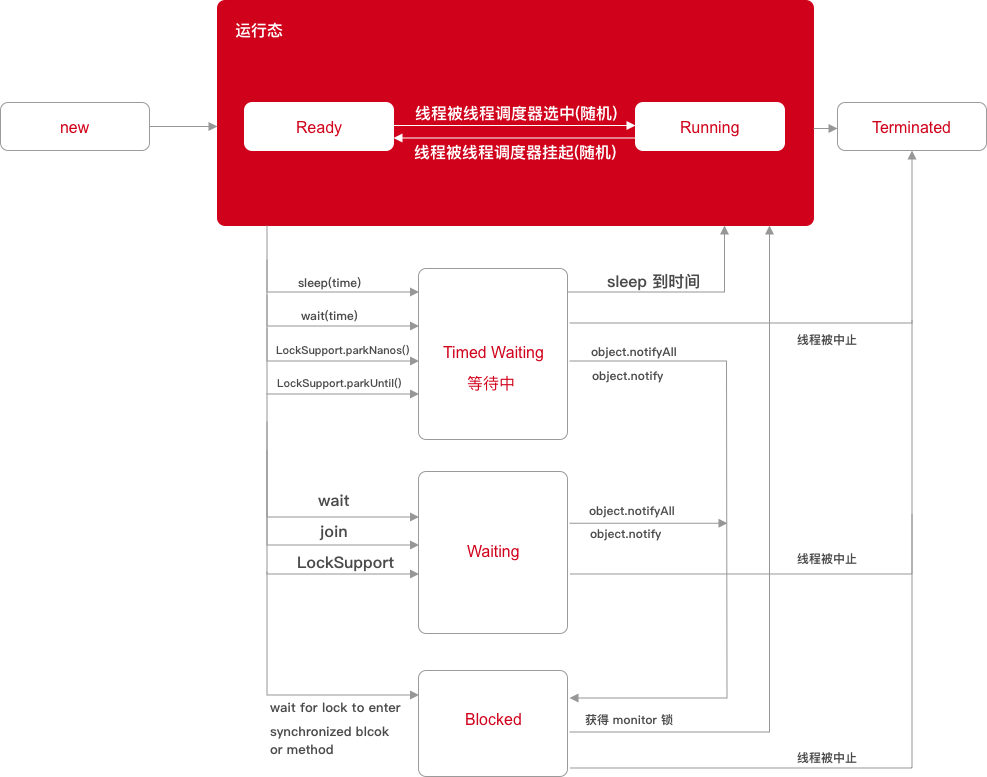 运行态
new
Ready
线程被线程调度器选中(随机)
线程被线程调度器挂起(随机)
Running
Terminated
sleep(time)
wait(time)
LockSupport.parkNanos()
LockSupport.parkUntil()
Timed Waiting
等待中
sleep 到时间
线程被中止
object.notifyAll
object.notify
wait
join
LockSupport
Waiting
object.notifyAll
object.notify
线程被中止
wait for lock to enter
synchronized blcok
or method
Blocked
获得 monitor 锁
线程被中止